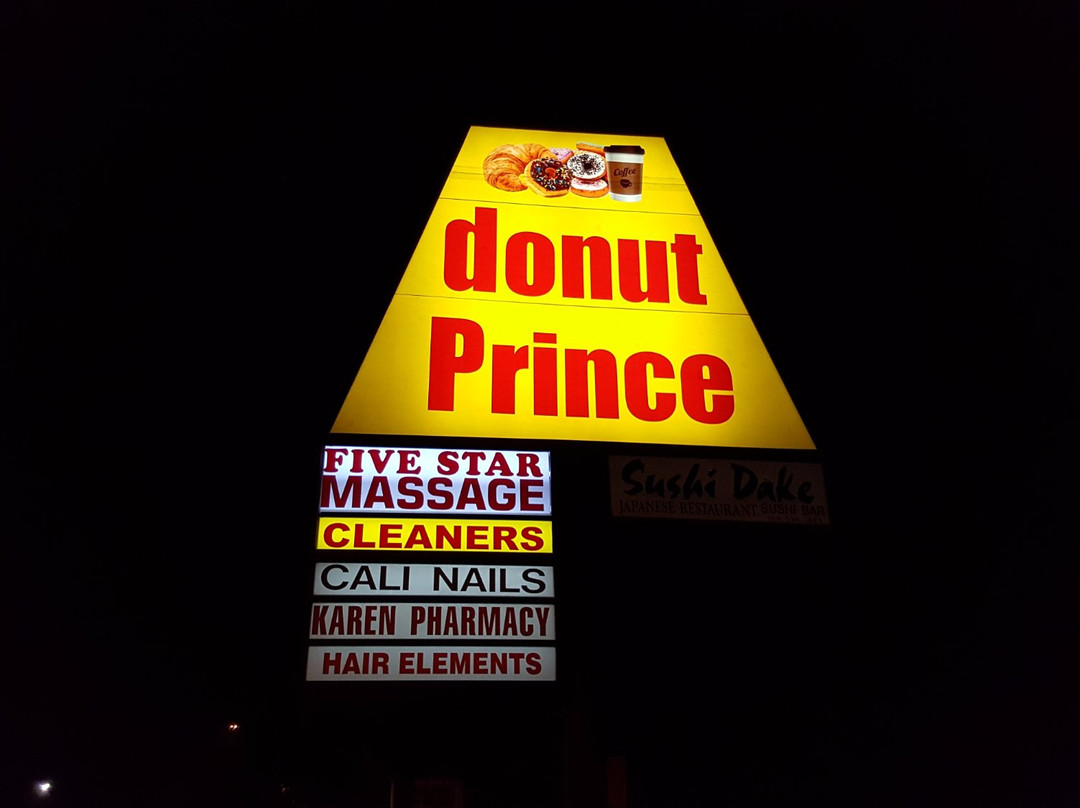 Coffee
donut
Prince
FIVE STAR
MASSAGE
CLEANERS
CALI NAILS
KAREN PHARMACY
HAIR ELEMENTS
Sushi Dake
JAPANESE RESTAURANT SUSHI BAR